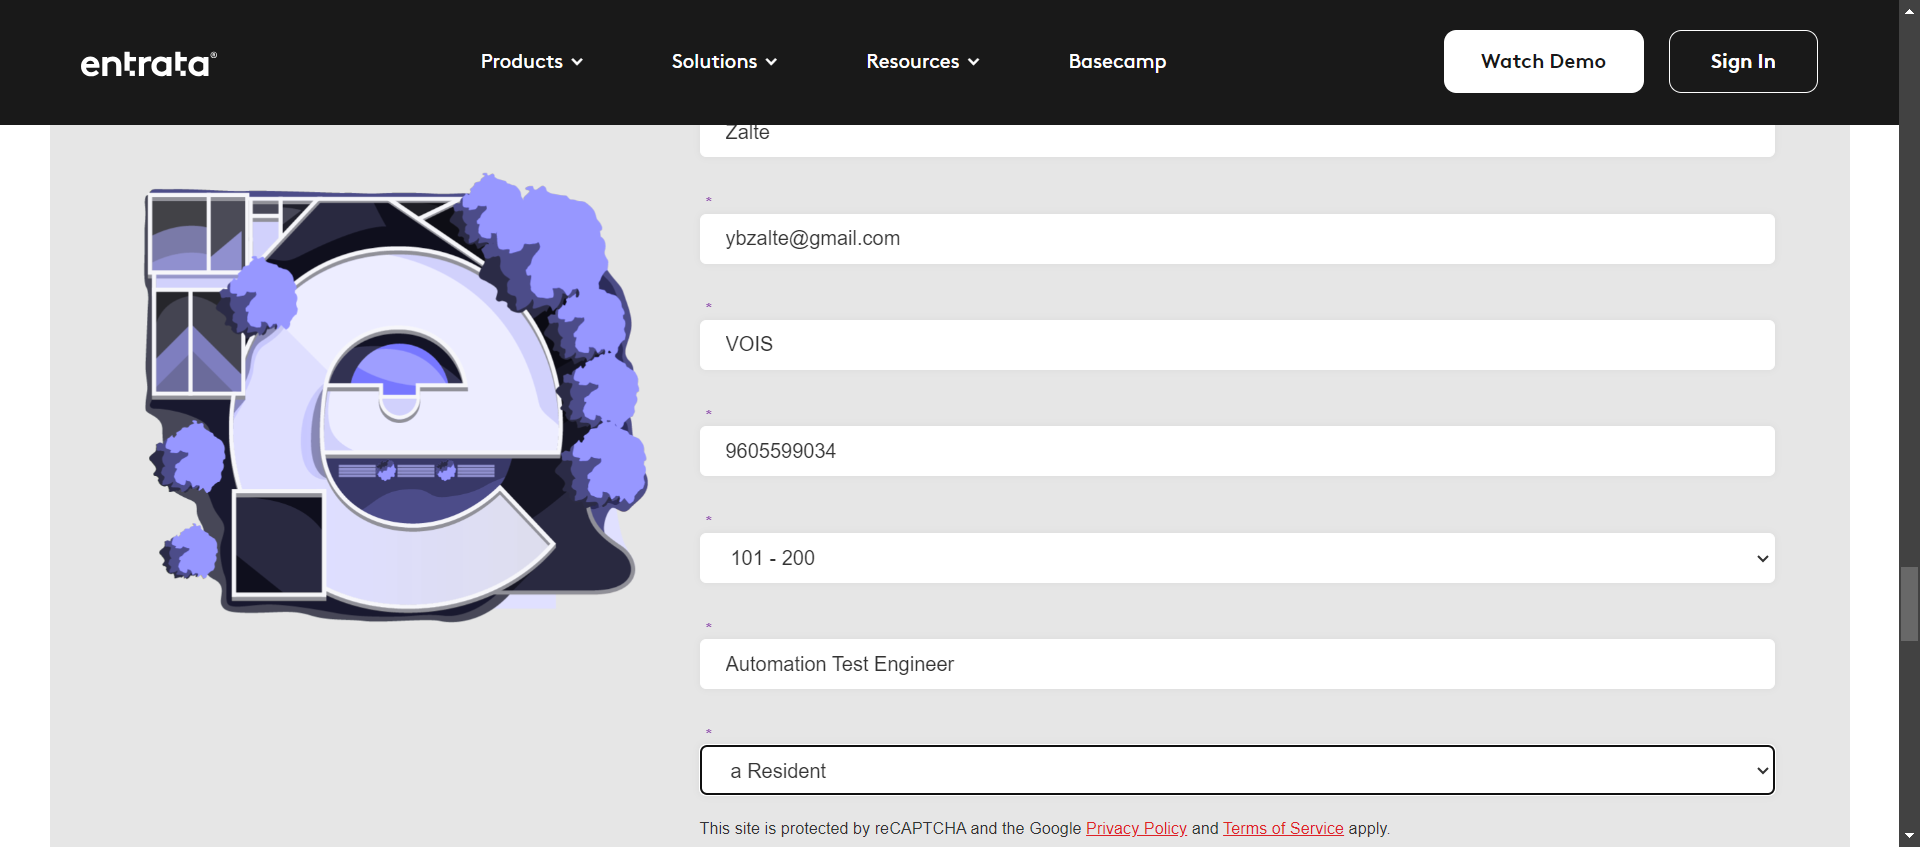 entrata®
Products Solutions Resources Basecamp Watch Demo Sign In
Zalte
*
ybzalte@gmail.com
*
VOIS
*
9605599034
*
101 - 200
*
Automation Test Engineer
*
a Resident
This site is protected by reCAPTCHA and the Google Privacy Policy and Terms of Service apply.